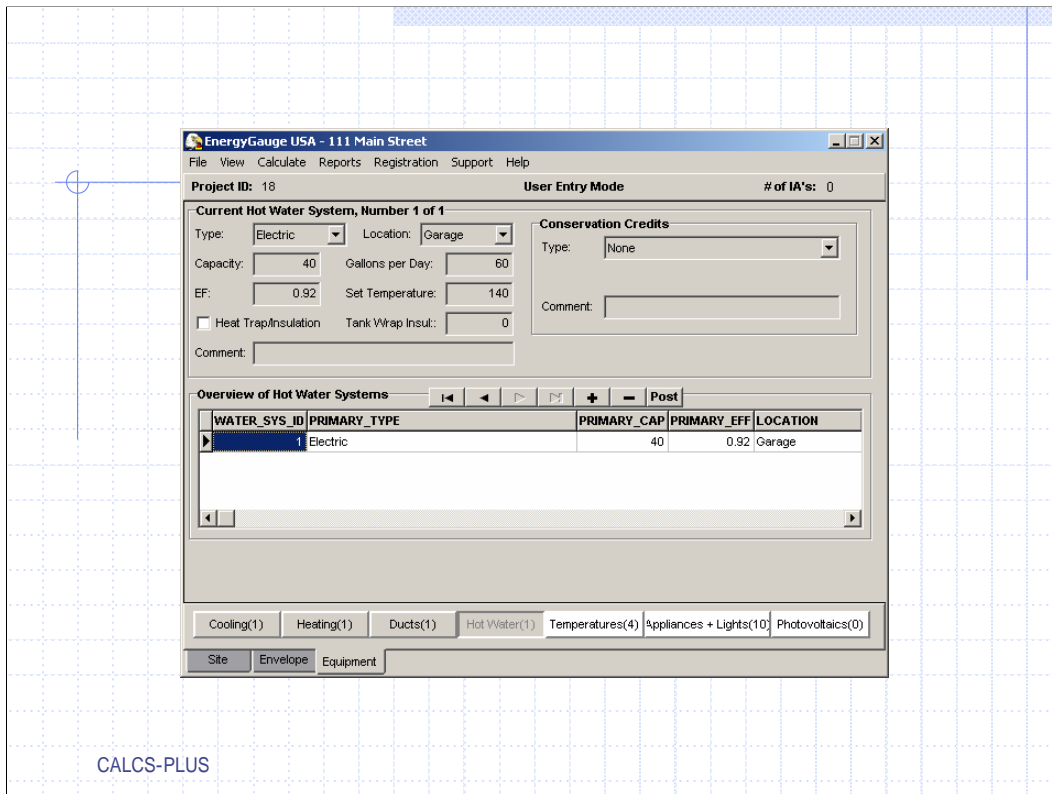 EnergyGauge USA - 111 Main Street
File View Calculate Reports Registration Support Help
Project ID: 18 User Entry Mode # of IA's: 0
Current Hot Water System, Number 1 of 1
Type: Electric Location: Garage
Capacity: 40 Gallons per Day: 60
EF: 0.92 Set Temperature: 140
Heat Trap/Insulation Tank Wrap Insul:: 0
Comment:
Conservation Credits
Type: None
Comment:
Overview of Hot Water Systems Post
WATER_SYS_ID PRIMARY_TYPE PRIMARY_CAP PRIMARY_EFF LOCATION
1 Electric 40 0.92 Garage
Cooling(1) Heating(1) Ducts(1) Hot Water(1) Temperatures(4) Appliances + Lights(10) Photovoltaics(0)
Site Envelope Equipment
CALCS-PLUS